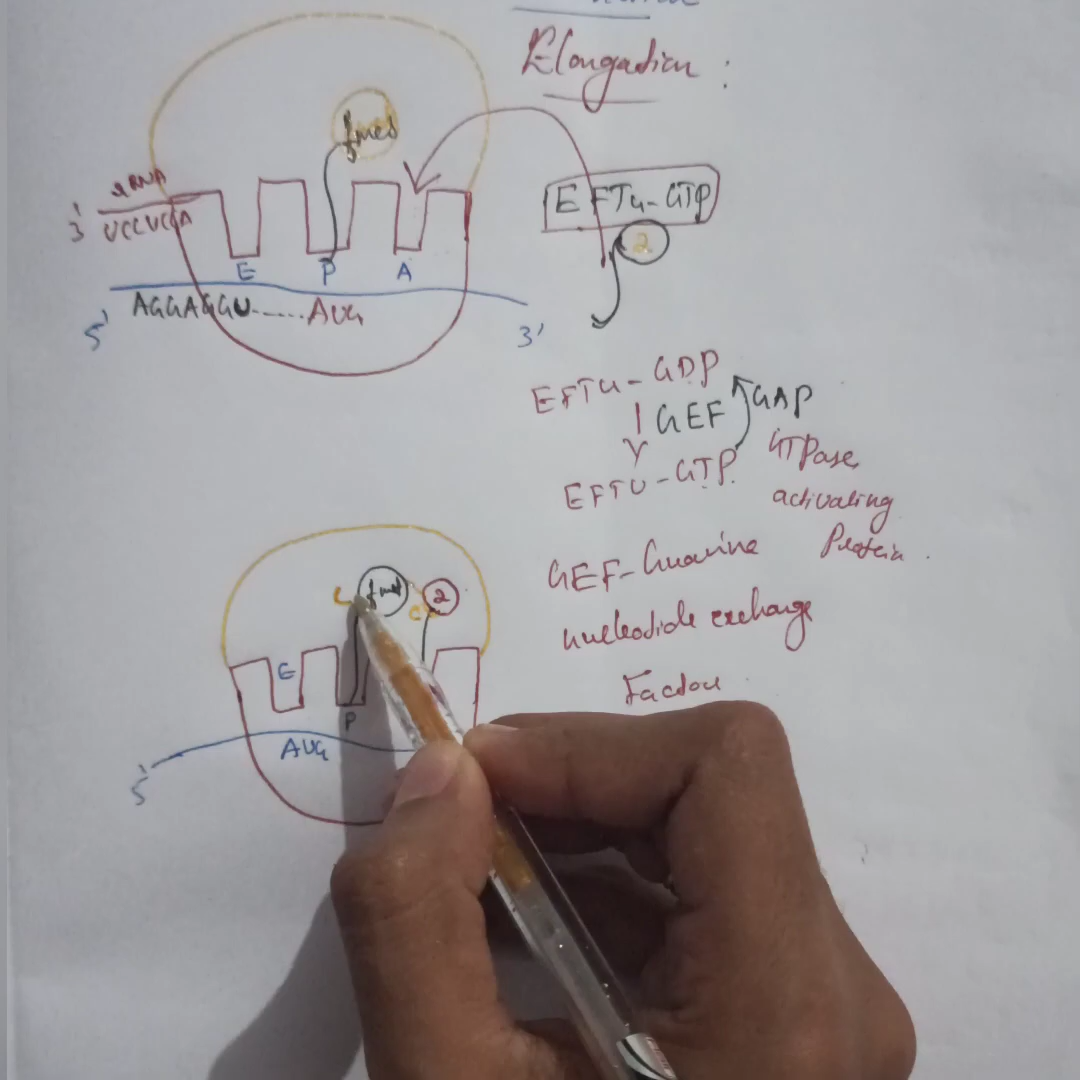 Elongation :
fmet
rRNA
3'
UCCUCCA
EFTu-GTP
2
E P A
AGGAGGU......AUG
5' 3'
EFTu-GDP
GEF GAP
EFTU-GTP
GTPase
activating
Protein.
GEF-Guanine
nucleotide exchange
Factor
fmet 2
E
P
AUG
5'